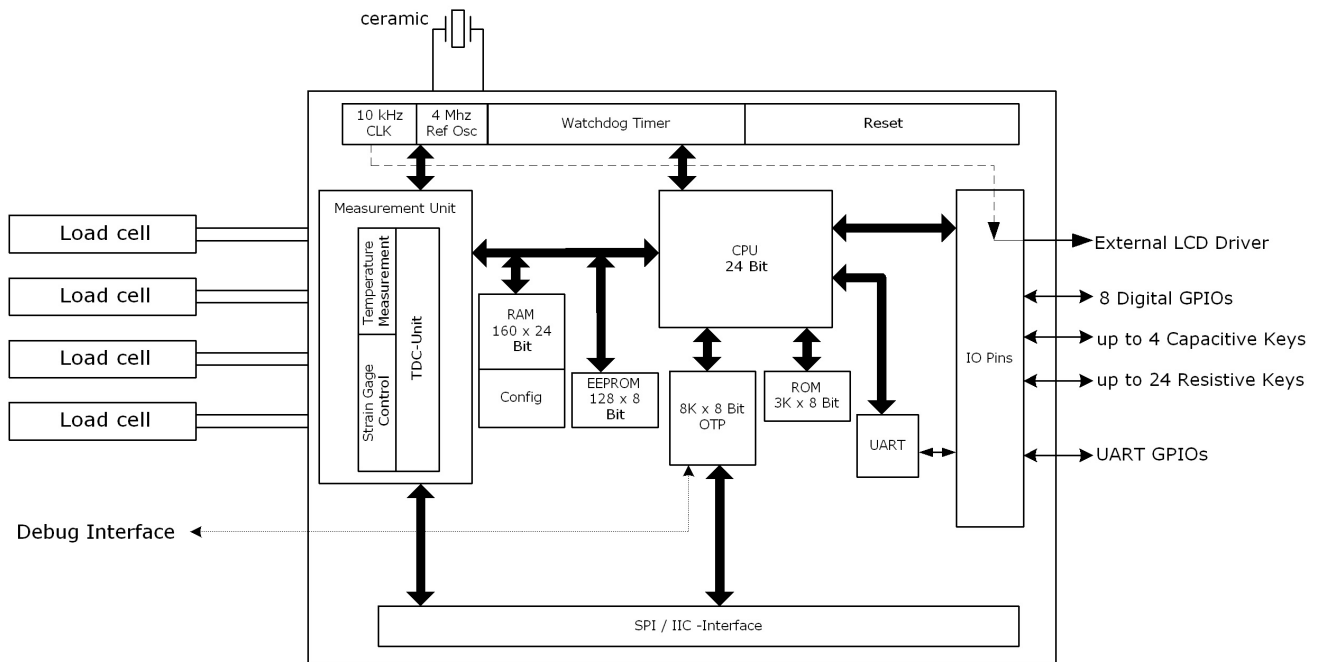 ceramic
10 kHz
CLK
4 Mhz
Ref Osc
Watchdog Timer
Reset
Measurement Unit
Temperature
Measurement
Strain Gage
Control
TDC-Unit
Load cell
Load cell
Load cell
Load cell
CPU
24 Bit
RAM
160 x 24
Bit
Config
EEPROM
128 x 8
Bit
8K x 8 Bit
OTP
ROM
3K x 8 Bit
UART
IO Pins
External LCD Driver
8 Digital GPIOs
up to 4 Capacitive Keys
up to 24 Resistive Keys
UART GPIOs
Debug Interface
SPI / IIC -Interface